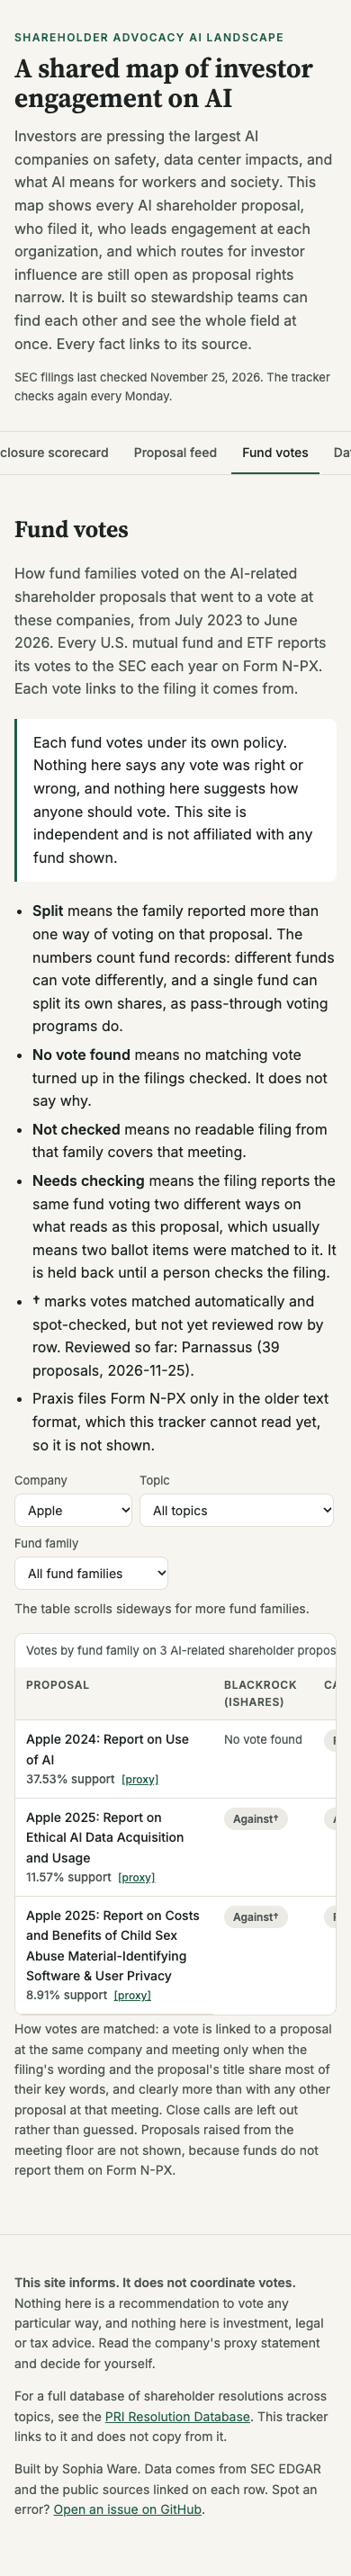 SHAREHOLDER ADVOCACY AI LANDSCAPE
A shared map of investor
engagement on AI
Investors are pressing the largest AI
companies on safety, data center impacts, and
what AI means for workers and society. This
map shows every AI shareholder proposal,
who filed it, who leads engagement at each
organization, and which routes for investor
influence are still open as proposal rights
narrow. It is built so stewardship teams can
find each other and see the whole field at
once. Every fact links to its source.
SEC filings last checked November 25, 2026. The tracker
checks again every Monday.
closure scorecard Proposal feed Fund votes Da
Fund votes
How fund families voted on the AI-related
shareholder proposals that went to a vote at
these companies, from July 2023 to June
2026. Every U.S. mutual fund and ETF reports
its votes to the SEC each year on Form N-PX.
Each vote links to the filing it comes from.
Each fund votes under its own policy.
Nothing here says any vote was right or
wrong, and nothing here suggests how
anyone should vote. This site is
independent and is not affiliated with any
fund shown.
• Split means the family reported more than
one way of voting on that proposal. The
numbers count fund records: different funds
can vote differently, and a single fund can
split its own shares, as pass-through voting
programs do.
• No vote found means no matching vote
turned up in the filings checked. It does not
say why.
• Not checked means no readable filing from
that family covers that meeting.
• Needs checking means the filing reports the
same fund voting two different ways on
what reads as this proposal, which usually
means two ballot items were matched to it. It
is held back until a person checks the filing.
• † marks votes matched automatically and
spot-checked, but not yet reviewed row by
row. Reviewed so far: Parnassus (39
proposals, 2026-11-25).
• Praxis files Form N-PX only in the older text
format, which this tracker cannot read yet,
so it is not shown.
Company Topic
Apple All topics
Fund family
All fund families
The table scrolls sideways for more fund families.
Votes by fund family on 3 AI-related shareholder propos
PROPOSAL BLACKROCK (ISHARES) CA
Apple 2024: Report on Use
of AI
37.53% support [proxy]
No vote found
Apple 2025: Report on
Ethical AI Data Acquisition
and Usage
11.57% support [proxy]
Against†
Apple 2025: Report on Costs
and Benefits of Child Sex
Abuse Material-Identifying
Software & User Privacy
8.91% support [proxy]
Against†
How votes are matched: a vote is linked to a proposal
at the same company and meeting only when the
filing's wording and the proposal's title share most of
their key words, and clearly more than with any other
proposal at that meeting. Close calls are left out
rather than guessed. Proposals raised from the
meeting floor are not shown, because funds do not
report them on Form N-PX.
This site informs. It does not coordinate votes.
Nothing here is a recommendation to vote any
particular way, and nothing here is investment, legal
or tax advice. Read the company's proxy statement
and decide for yourself.
For a full database of shareholder resolutions across
topics, see the PRI Resolution Database. This tracker
links to it and does not copy from it.
Built by Sophia Ware. Data comes from SEC EDGAR
and the public sources linked on each row. Spot an
error? Open an issue on GitHub.